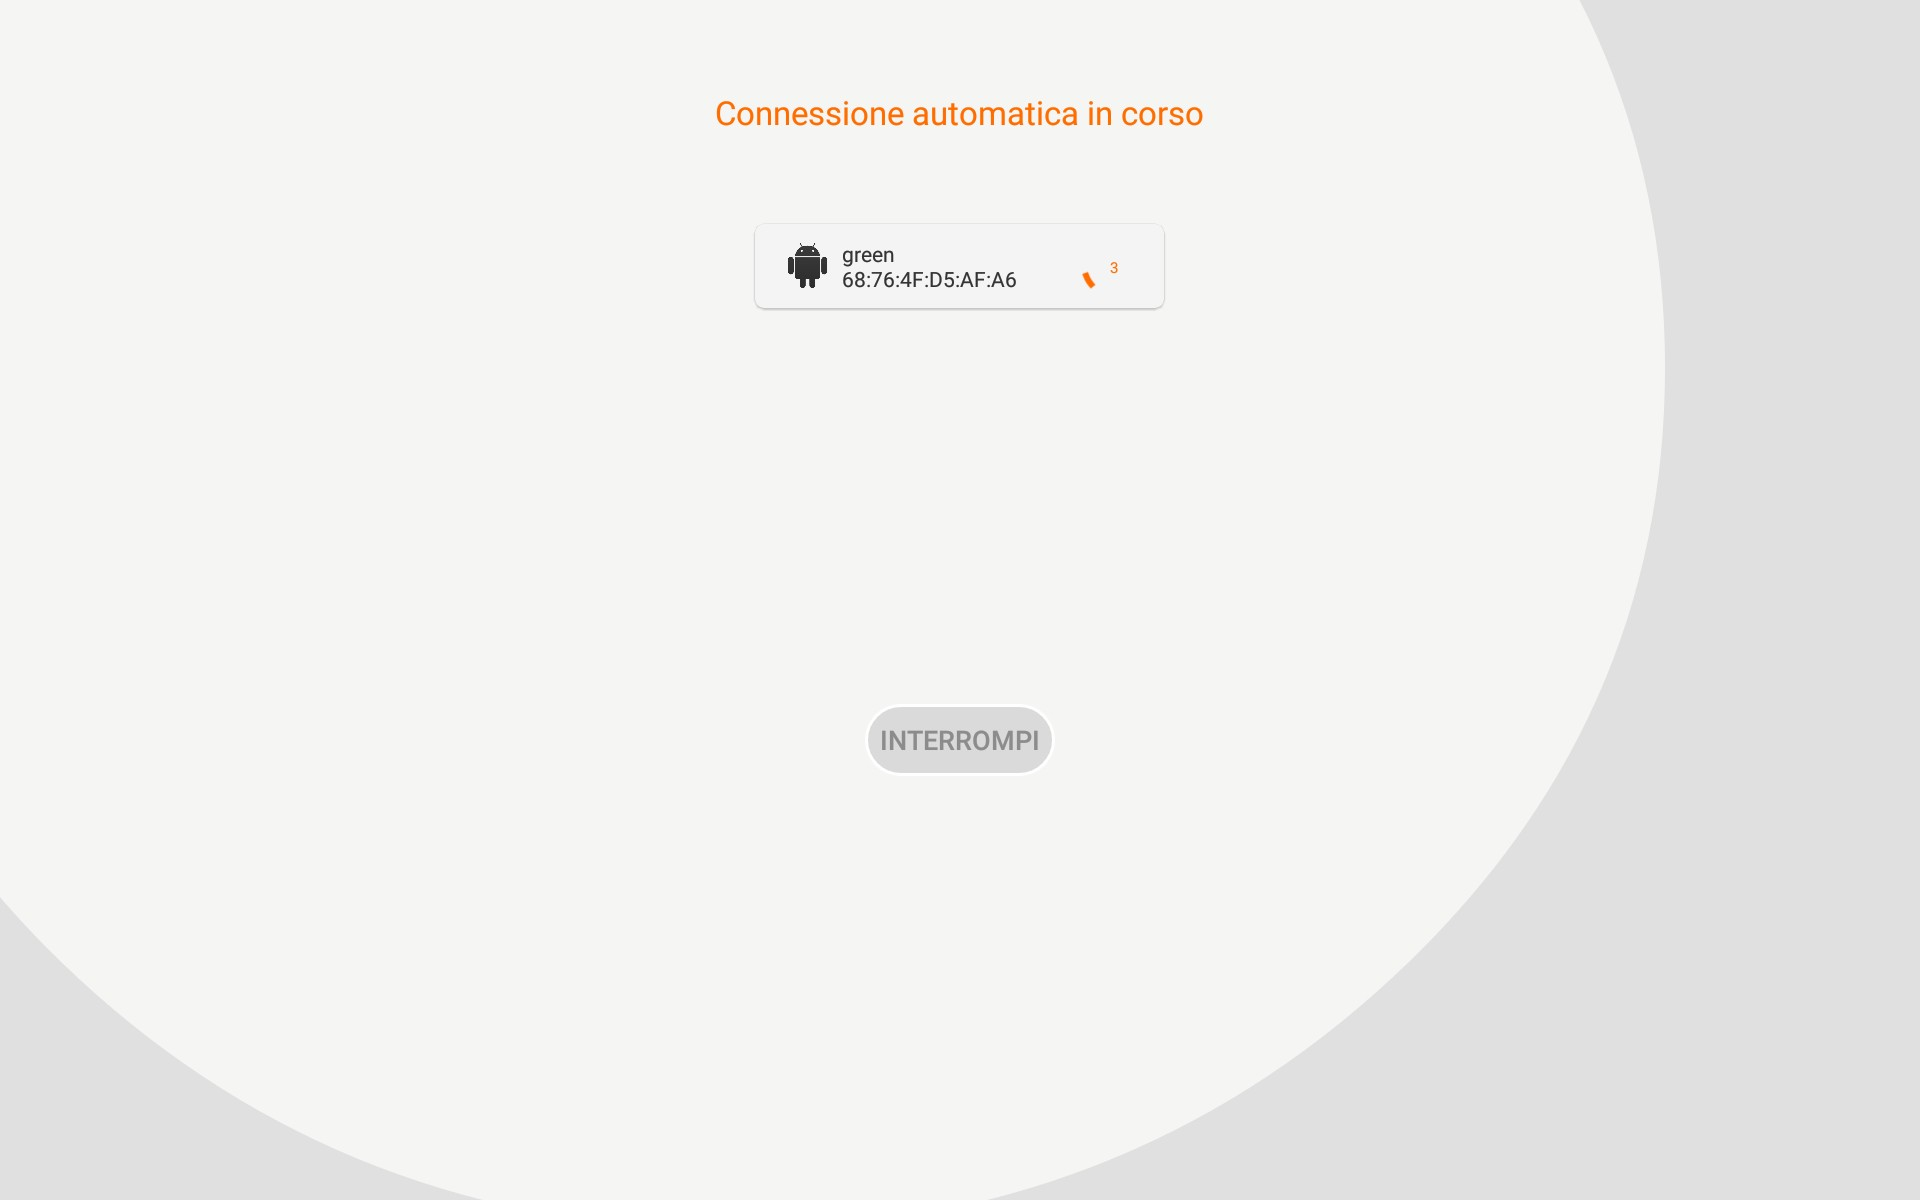 Connessione automatica in corso
green
68:76:4F:D5:AF:A6
3
INTERROMPI